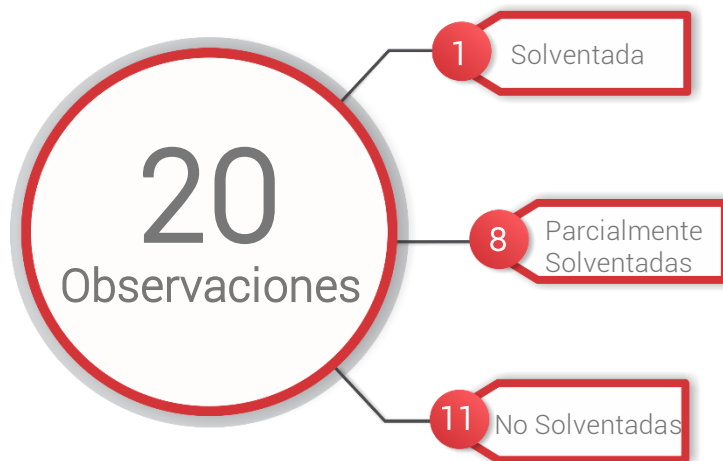 20
Observaciones
1
Solventada
8
Parcialmente
Solventadas
11
No Solventadas